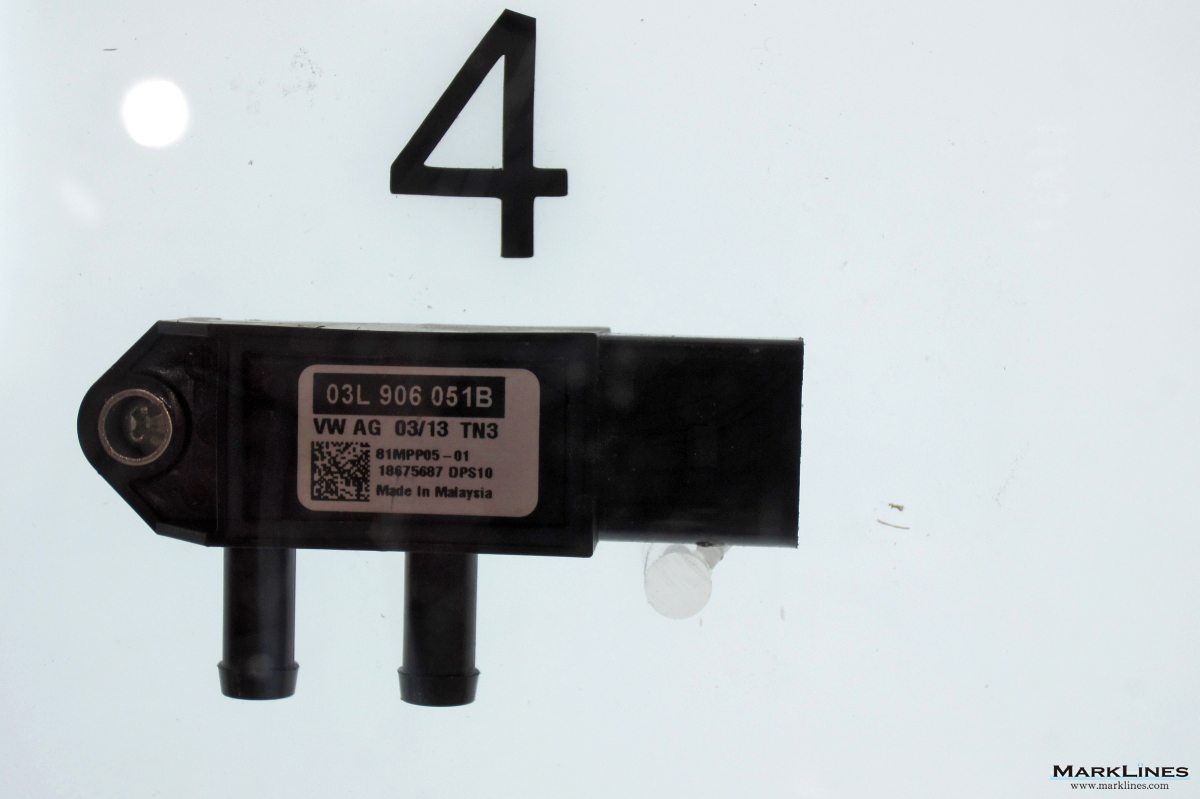 4
03L 906 051B
VW AG 03/13 TN3
81MPP05-01
18675687 DPS10
Made In Malaysia
MARKLINES
www.marklines.com